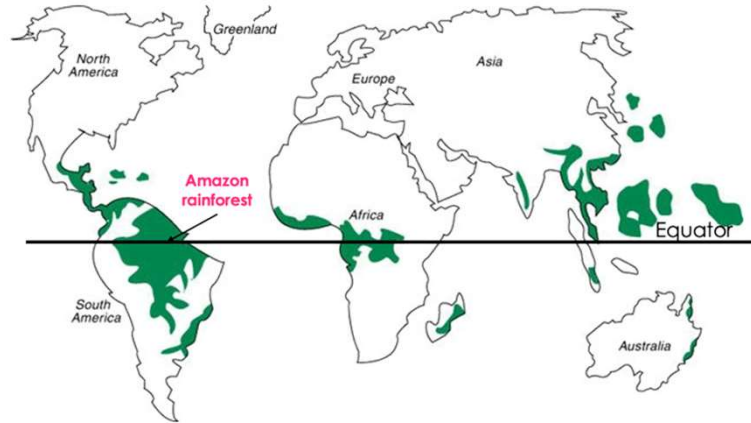 Greenland
North
America
Europe
Asia
Amazon
rainforest
Africa
Equator
South
America
Australia